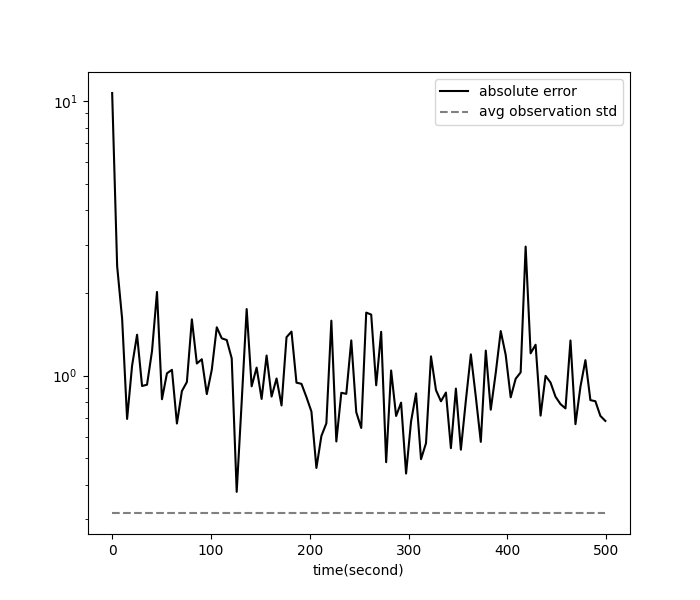 absolute error
avg observation std
10¹
10⁰
0 100 200 300 400 500
time(second)